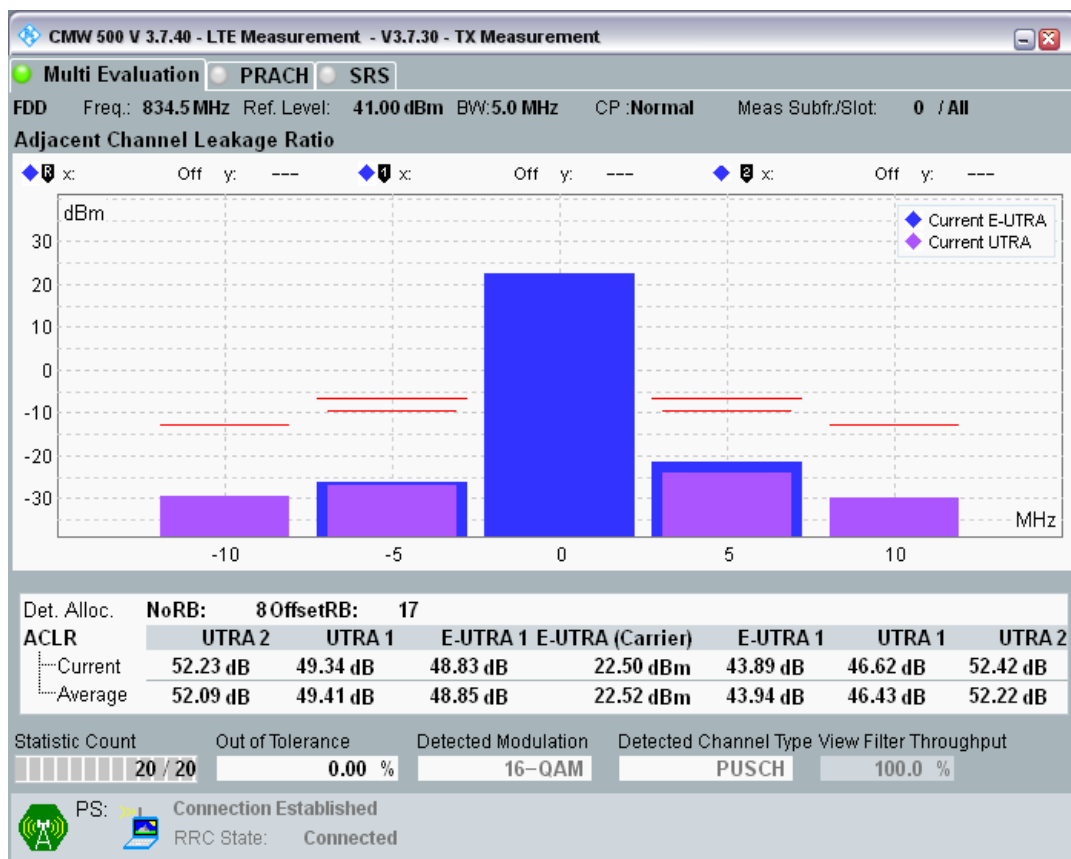 CMW 500 V 3.7.40 - LTE Measurement - V3.7.30 - TX Measurement
Multi Evaluation PRACH SRS
FDD Freq.: 834.5 MHz Ref. Level: 41.00 dBm BW:5.0 MHz CP :Normal Meas Subfr./Slot: 0 / All
Adjacent Channel Leakage Ratio
R x: Off y: --- 1 x: Off y: --- 2 x: Off y: ---
dBm
Current E-UTRA
Current UTRA
30
20
10
0
-10
-20
-30
MHz
-10 -5 0 5 10
Det. Alloc. NoRB: 8 OffsetRB: 17
ACLR UTRA 2 UTRA 1 E-UTRA 1 E-UTRA (Carrier) E-UTRA 1 UTRA 1 UTRA 2
Current 52.23 dB 49.34 dB 48.83 dB 22.50 dBm 43.89 dB 46.62 dB 52.42 dB
Average 52.09 dB 49.41 dB 48.85 dB 22.52 dBm 43.94 dB 46.43 dB 52.22 dB
Statistic Count Out of Tolerance Detected Modulation Detected Channel Type View Filter Throughput
20 / 20 0.00 % 16-QAM PUSCH 100.0 %
PS: Connection Established
RRC State: Connected